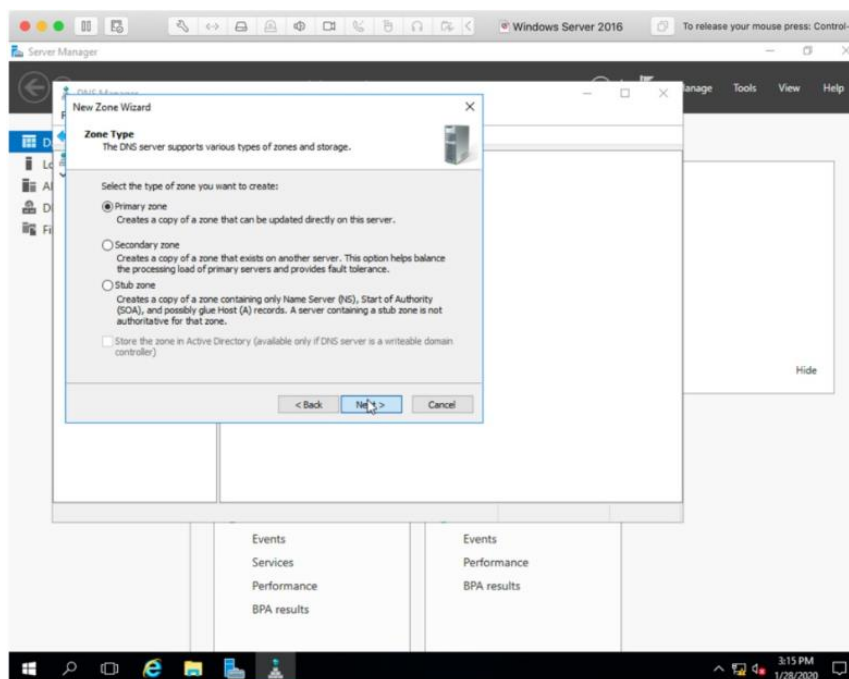 Windows Server 2016
To release your mouse press: Control-
Server Manager
DNS Manager
anage
Tools
View
Help
New Zone Wizard
Zone Type
The DNS server supports various types of zones and storage.
Select the type of zone you want to create:
Primary zone
Creates a copy of a zone that can be updated directly on this server.
Secondary zone
Creates a copy of a zone that exists on another server. This option helps balance
the processing load of primary servers and provides fault tolerance.
Stub zone
Creates a copy of a zone containing only Name Server (NS), Start of Authority
(SOA), and possibly glue Host (A) records. A server containing a stub zone is not
authoritative for that zone.
Store the zone in Active Directory (available only if DNS server is a writeable domain
controller)
< Back
Next >
Cancel
D
Lo
Al
D
Fi
Hide
Events
Services
Performance
BPA results
Events
Performance
BPA results
3:15 PM
1/28/2020